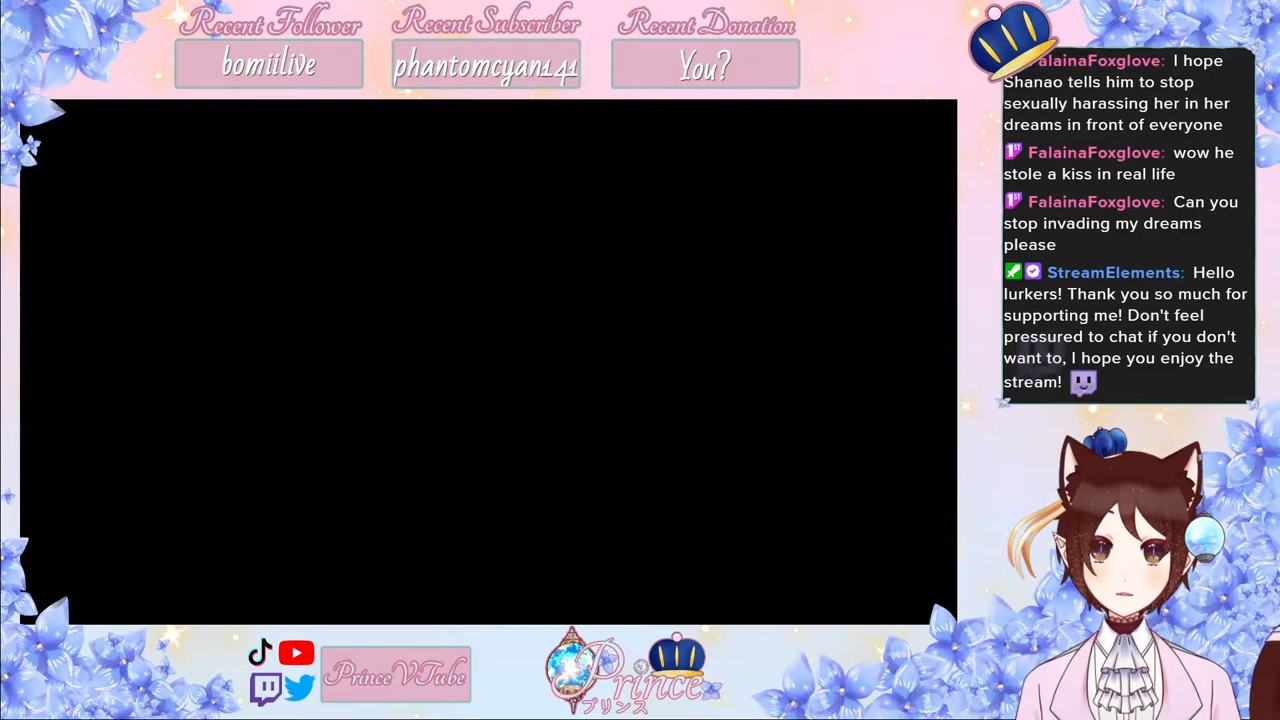 Recent Follower
Recent Subscriber
Recent Donation
bomiilive
phantomcyan141
You?
FalainaFoxglove: I hope
Shanao tells him to stop
sexually harassing her in her
dreams in front of everyone
1ST FalainaFoxglove: wow he
stole a kiss in real life
1ST FalainaFoxglove: Can you
stop invading my dreams
please
StreamElements: Hello
lurkers! Thank you so much for
supporting me! Don't feel
pressured to chat if you don't
want to, I hope you enjoy the
stream!
Prince VTube
Prince
プリンス